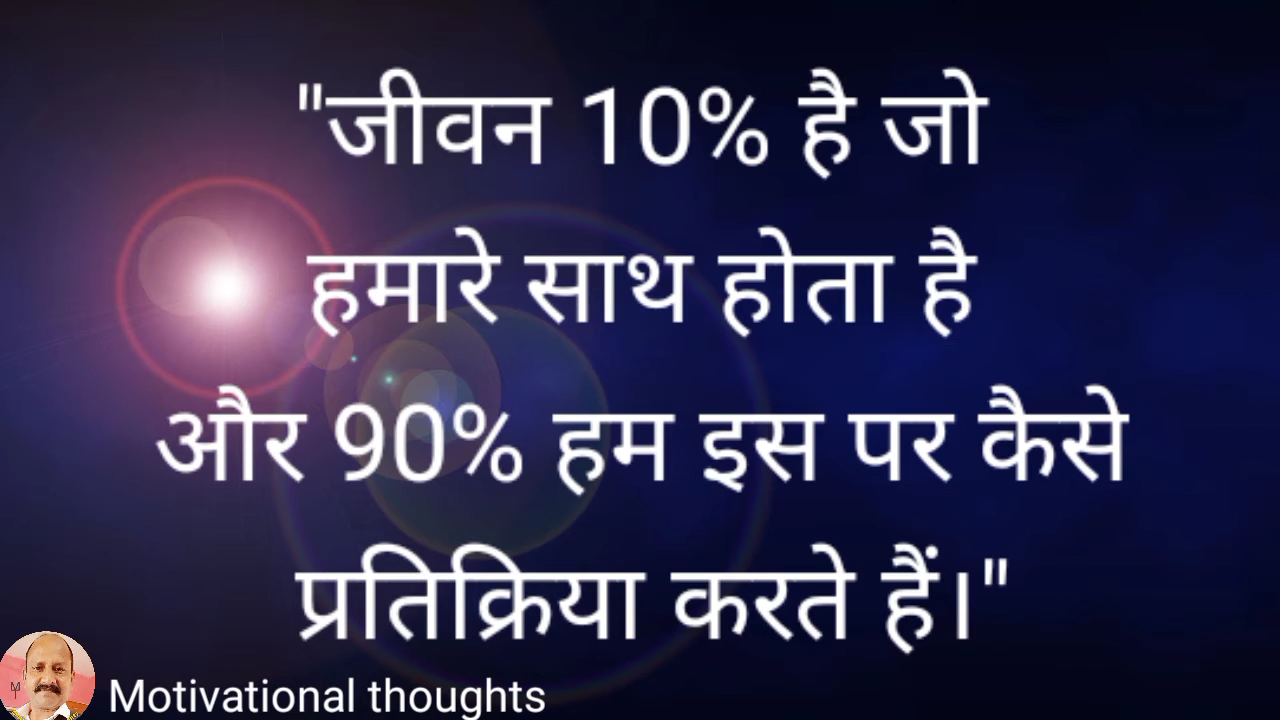 "जीवन 10% है जो
हमारे साथ होता है
और 90% हम इस पर कैसे
प्रतिक्रिया करते हैं।"
Motivational thoughts